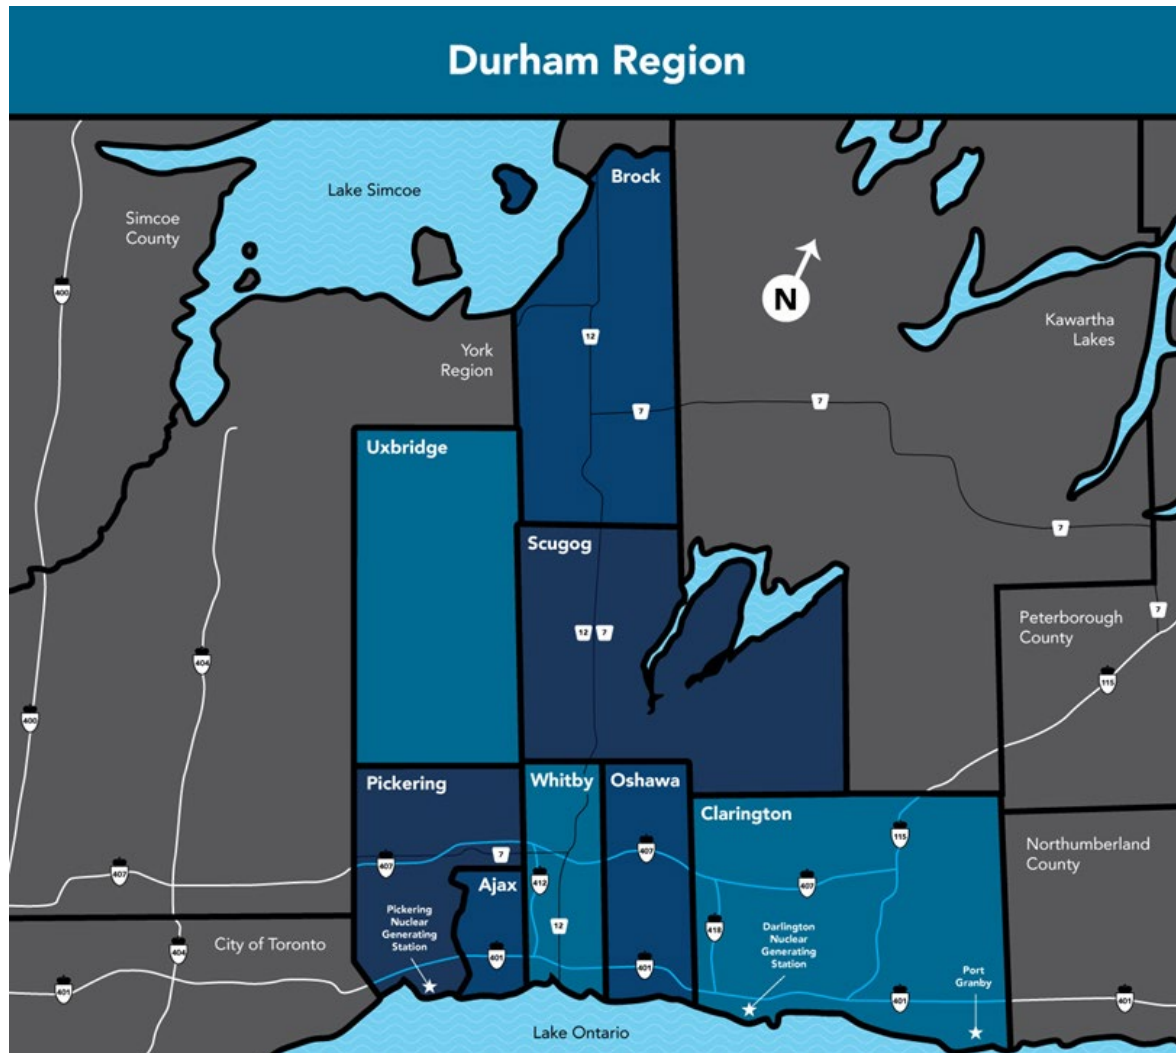 Durham Region
Brock
Lake Simcoe
Simcoe
County
400
N
12
Kawartha
Lakes
York
Region
7
7
Uxbridge
7
Scugog
7
12
7
Peterborough
County
404
115
400
Pickering
Whitby
Oshawa
Clarington
115
407
Northumberland
County
7
407
407
412
407
Ajax
Pickering
Nuclear
Generating
Station
12
418
Darlington
Nuclear
Generating
Station
City of Toronto
404
401
401
Port
Granby
401
401
401
Lake Ontario